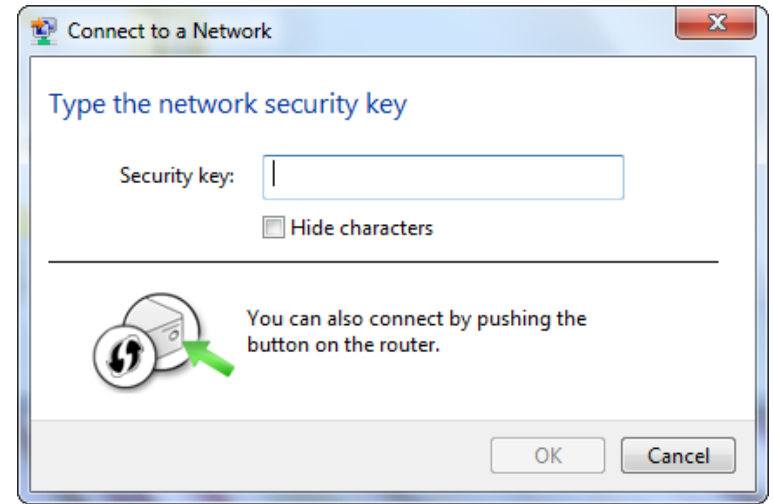 Connect to a Network
Type the network security key
Security key:
Hide characters
You can also connect by pushing the
button on the router.
OK
Cancel